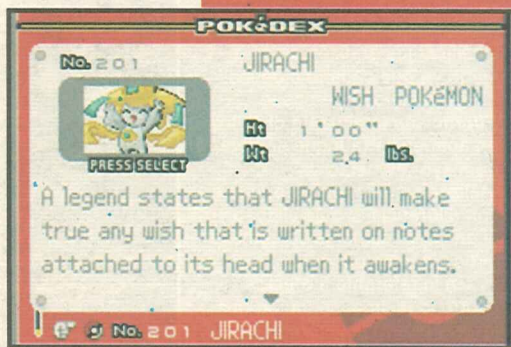 POKéDEX
No. 201 JIRACHI
WISH POKéMON
Ht 1'00"
Wt 2.4 lbs.
PRESS SELECT
A legend states that JIRACHI will make
true any wish that is written on notes
attached to its head when it awakens.
No. 201 JIRACHI